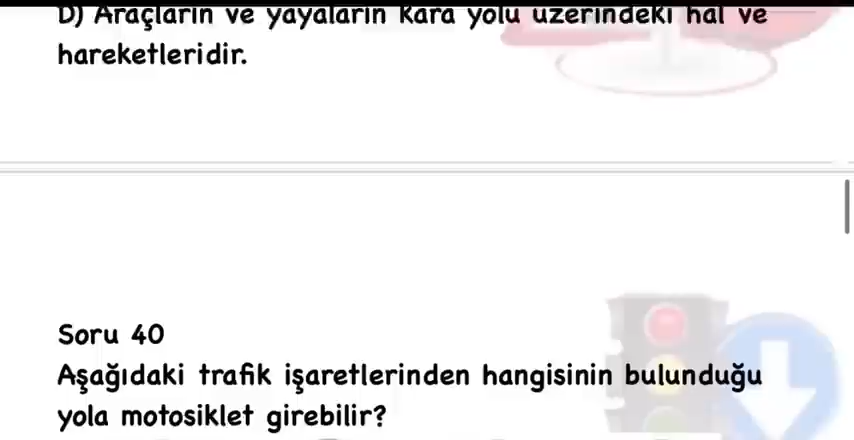 D) Araçların ve yayaların kara yolu üzerindeki hal ve
hareketleridir.
Soru 40
Aşağıdaki trafik işaretlerinden hangisinin bulunduğu
yola motosiklet girebilir?